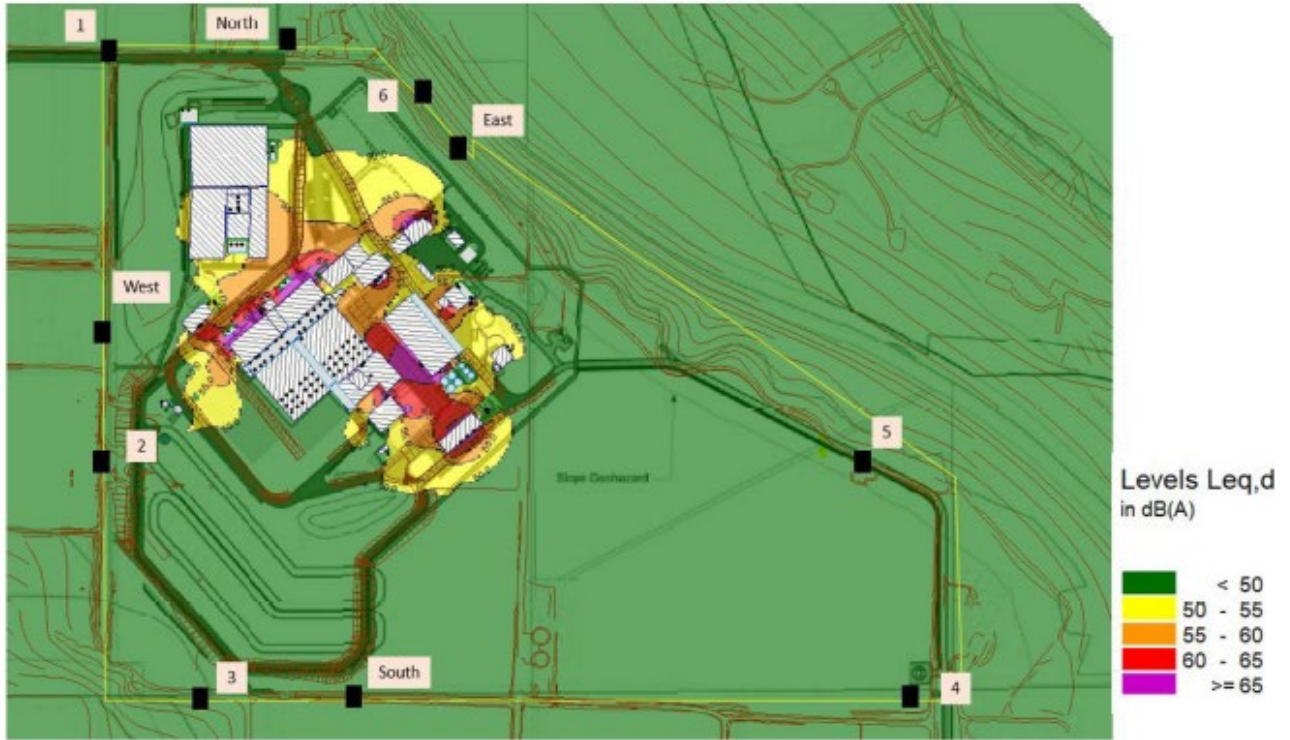 1
North
6
East
West
2
5
Slope Geohazard
3
South
4
Levels Leq,d
in dB(A)
< 50
50 - 55
55 - 60
60 - 65
>= 65